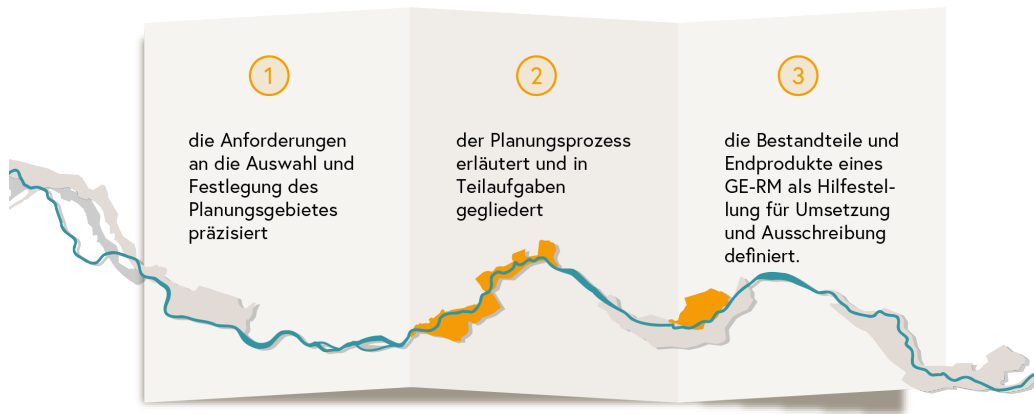 1
die Anforderungen
an die Auswahl und
Festlegung des
Planungsgebietes
präzisiert
2
der Planungsprozess
erläutert und in
Teilaufgaben
gegliedert
3
die Bestandteile und
Endprodukte eines
GE-RM als Hilfestel-
lung für Umsetzung
und Ausschreibung
definiert.